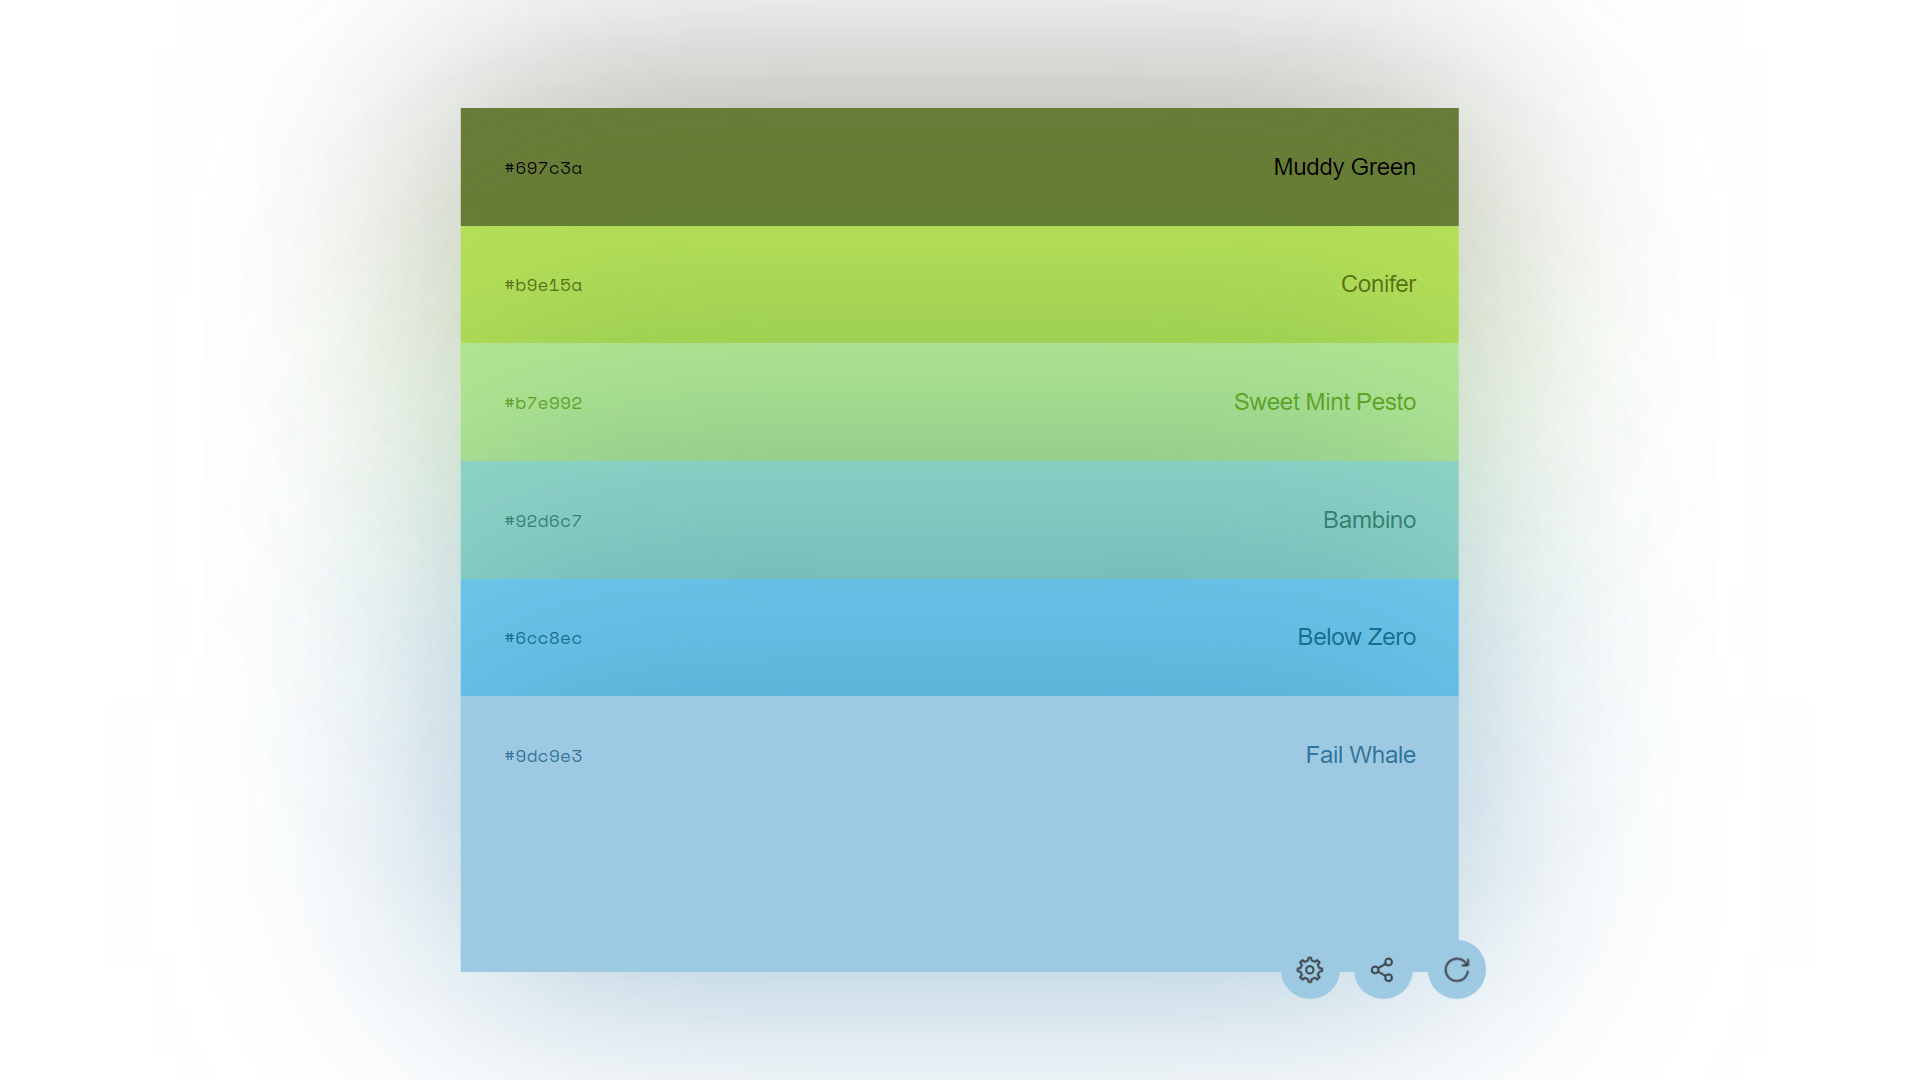 #697c3a Muddy Green
#b9e15a Conifer
#b7e992 Sweet Mint Pesto
#92d6c7 Bambino
#6cc8ec Below Zero
#9dc9e3 Fail Whale